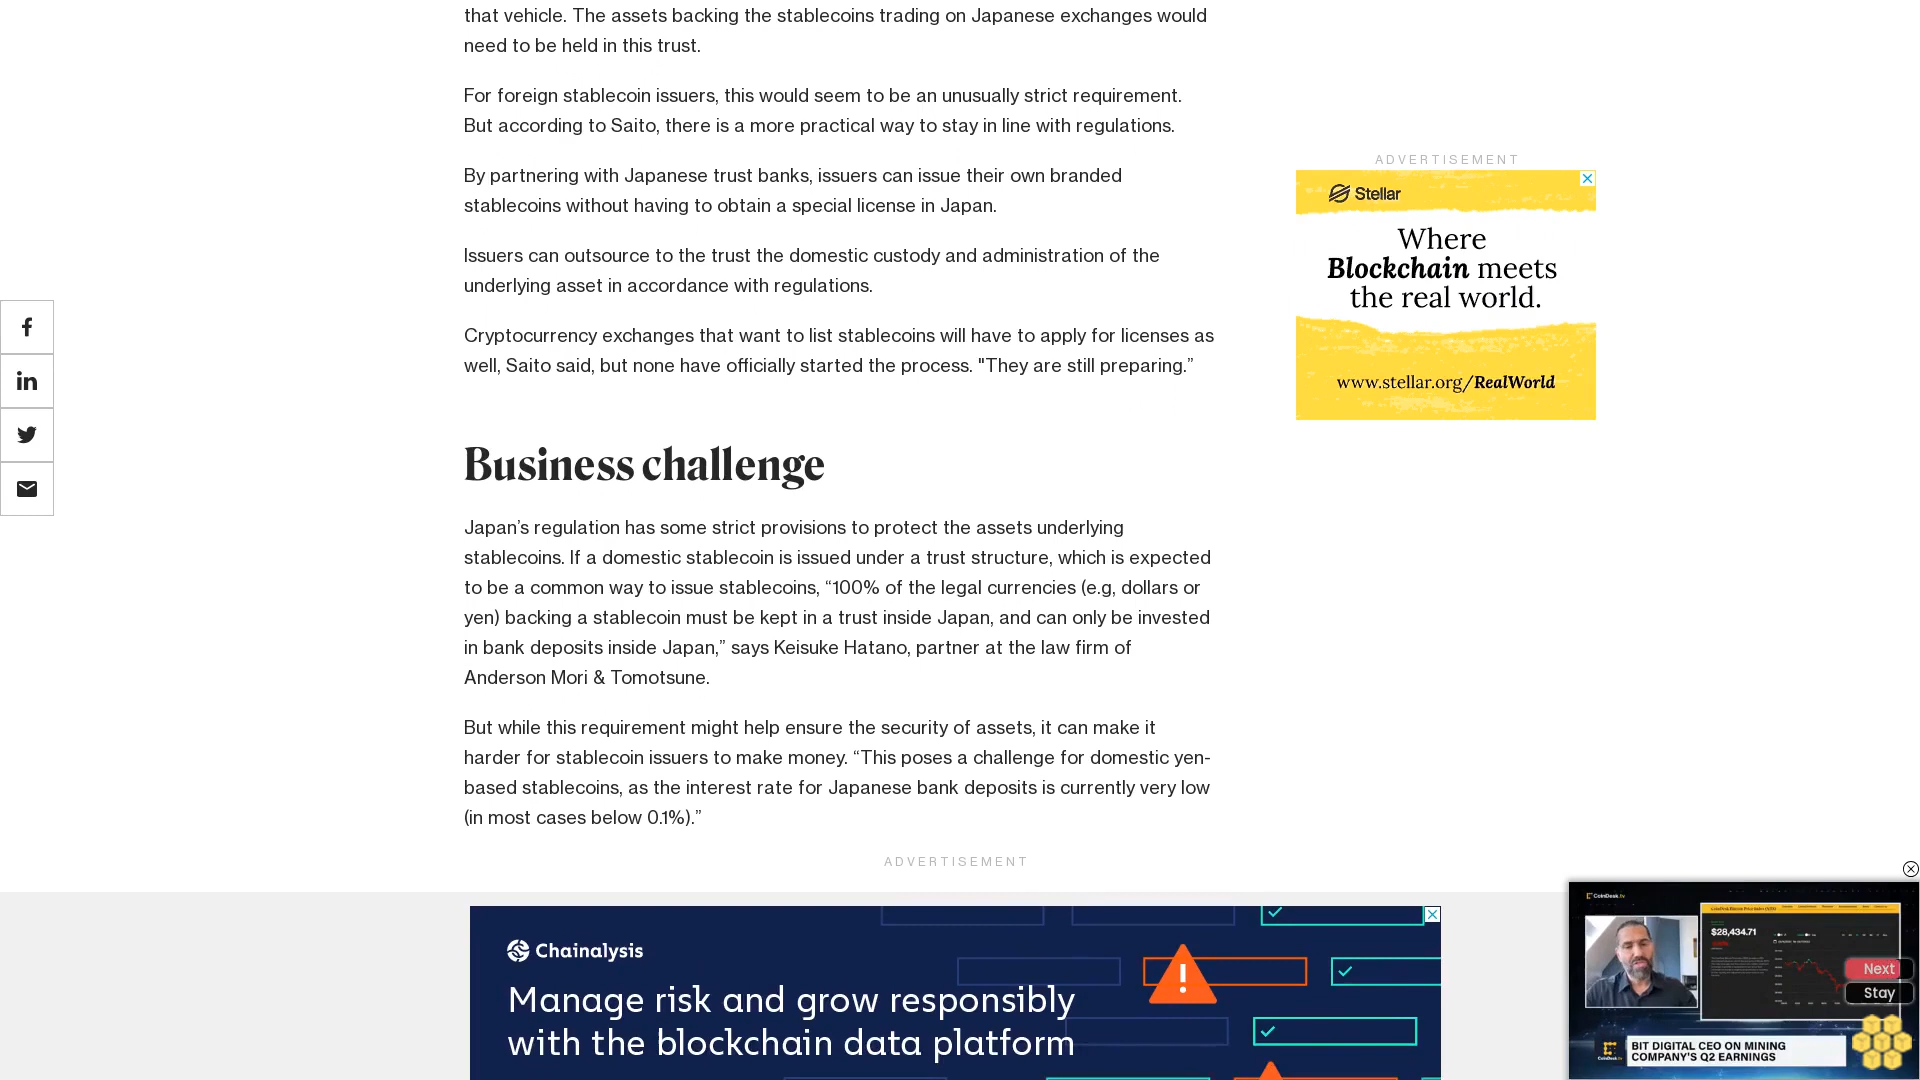 that vehicle. The assets backing the stablecoins trading on Japanese exchanges would
need to be held in this trust.
For foreign stablecoin issuers, this would seem to be an unusually strict requirement.
But according to Saito, there is a more practical way to stay in line with regulations.
By partnering with Japanese trust banks, issuers can issue their own branded
stablecoins without having to obtain a special license in Japan.
Issuers can outsource to the trust the domestic custody and administration of the
underlying asset in accordance with regulations.
Cryptocurrency exchanges that want to list stablecoins will have to apply for licenses as
well, Saito said, but none have officially started the process. "They are still preparing.”
Business challenge
Japan’s regulation has some strict provisions to protect the assets underlying
stablecoins. If a domestic stablecoin is issued under a trust structure, which is expected
to be a common way to issue stablecoins, “100% of the legal currencies (e.g, dollars or
yen) backing a stablecoin must be kept in a trust inside Japan, and can only be invested
in bank deposits inside Japan,” says Keisuke Hatano, partner at the law firm of
Anderson Mori & Tomotsune.
But while this requirement might help ensure the security of assets, it can make it
harder for stablecoin issuers to make money. “This poses a challenge for domestic yen-
based stablecoins, as the interest rate for Japanese bank deposits is currently very low
(in most cases below 0.1%).”
ADVERTISEMENT
Stellar
Where
Blockchain meets
the real world.
www.stellar.org/RealWorld
ADVERTISEMENT
Chainalysis
Manage risk and grow responsibly
with the blockchain data platform
CoinDesk.tv
$28,434.71
Next
Stay
CoinDesk.tv
BIT DIGITAL CEO ON MINING
COMPANY'S Q2 EARNINGS